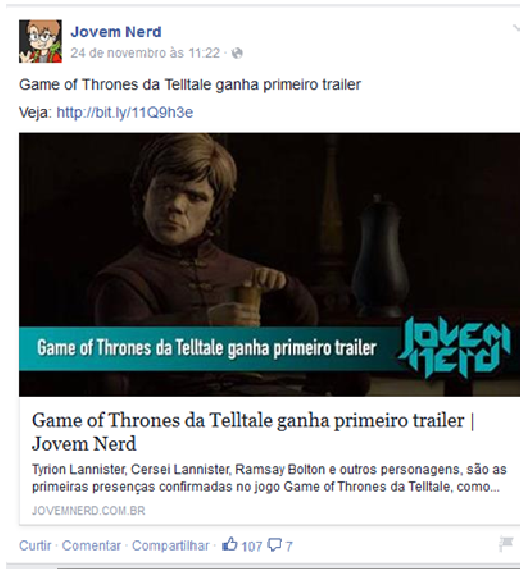 Jovem Nerd
24 de novembro às 11:22 ·
Game of Thrones da Telltale ganha primeiro trailer
Veja: http://bit.ly/11Q9h3e
Game of Thrones da Telltale ganha primeiro trailer
JOVEM
NERD
Game of Thrones da Telltale ganha primeiro trailer |
Jovem Nerd
Tyrion Lannister, Cersei Lannister, Ramsay Bolton e outros personagens, são as
primeiras presenças confirmadas no jogo Game of Thrones da Telltale, como...
JOVEMNERD.COM.BR
Curtir · Comentar · Compartilhar · 107 7